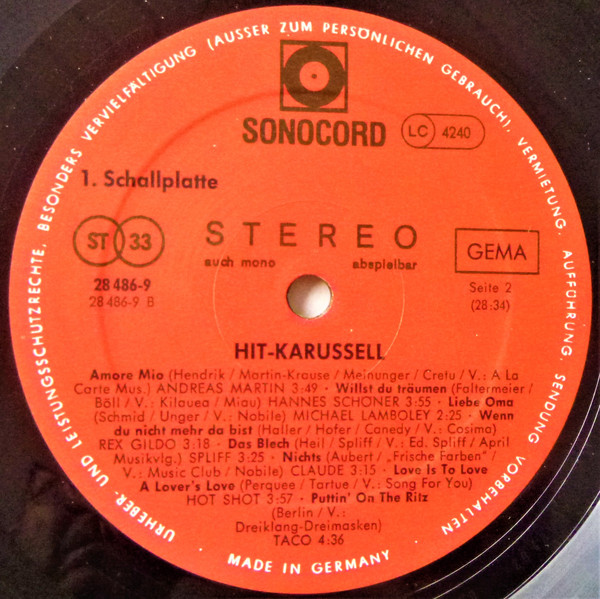 URHEBER- UND LEISTUNGSSCHUTZRECHTE, BESONDERS VERVIELFÄLTIGUNG (AUSSER ZUM PERSÖNLICHEN GEBRAUCH), VERMIETUNG, AUFFÜHRUNG, SENDUNG VORBEHALTEN
SONOCORD
LC 4240
1. Schallplatte
ST 33
STEREO
auch mono abspielbar
GEMA
28 486-9
28 486-9 B
Seite 2
(28:34)
HIT-KARUSSELL
Amore Mio (Hendrik / Martin-Krause / Meinunger / Cretu / V.: A La
Carte Mus.) ANDREAS MARTIN 3:49 · Willst du träumen (Faltermeier /
Böll / V.: Kilauea / Miau) HANNES SCHÖNER 3:55 · Liebe Oma
(Schmid / Unger / V.: Nobile) MICHAEL LAMBOLEY 2:25 · Wenn
du nicht mehr da bist (Haller / Hofer / Canedy / V.: Cosima)
REX GILDO 3:18 · Das Blech (Heil / Spliff / V.: Ed. Spliff / April
Musikvlg.) SPLIFF 3:25 · Nichts (Aubert / „Frische Farben“ /
V.: Music Club / Nobile) CLAUDE 3:15 · Love Is To Love
A Lover's Love (Perquee / Tartue / V.: Song For You)
HOT SHOT 3:57 · Puttin' On The Ritz
(Berlin / V.:
Dreiklang-Dreimasken)
TACO 4:36
MADE IN GERMANY